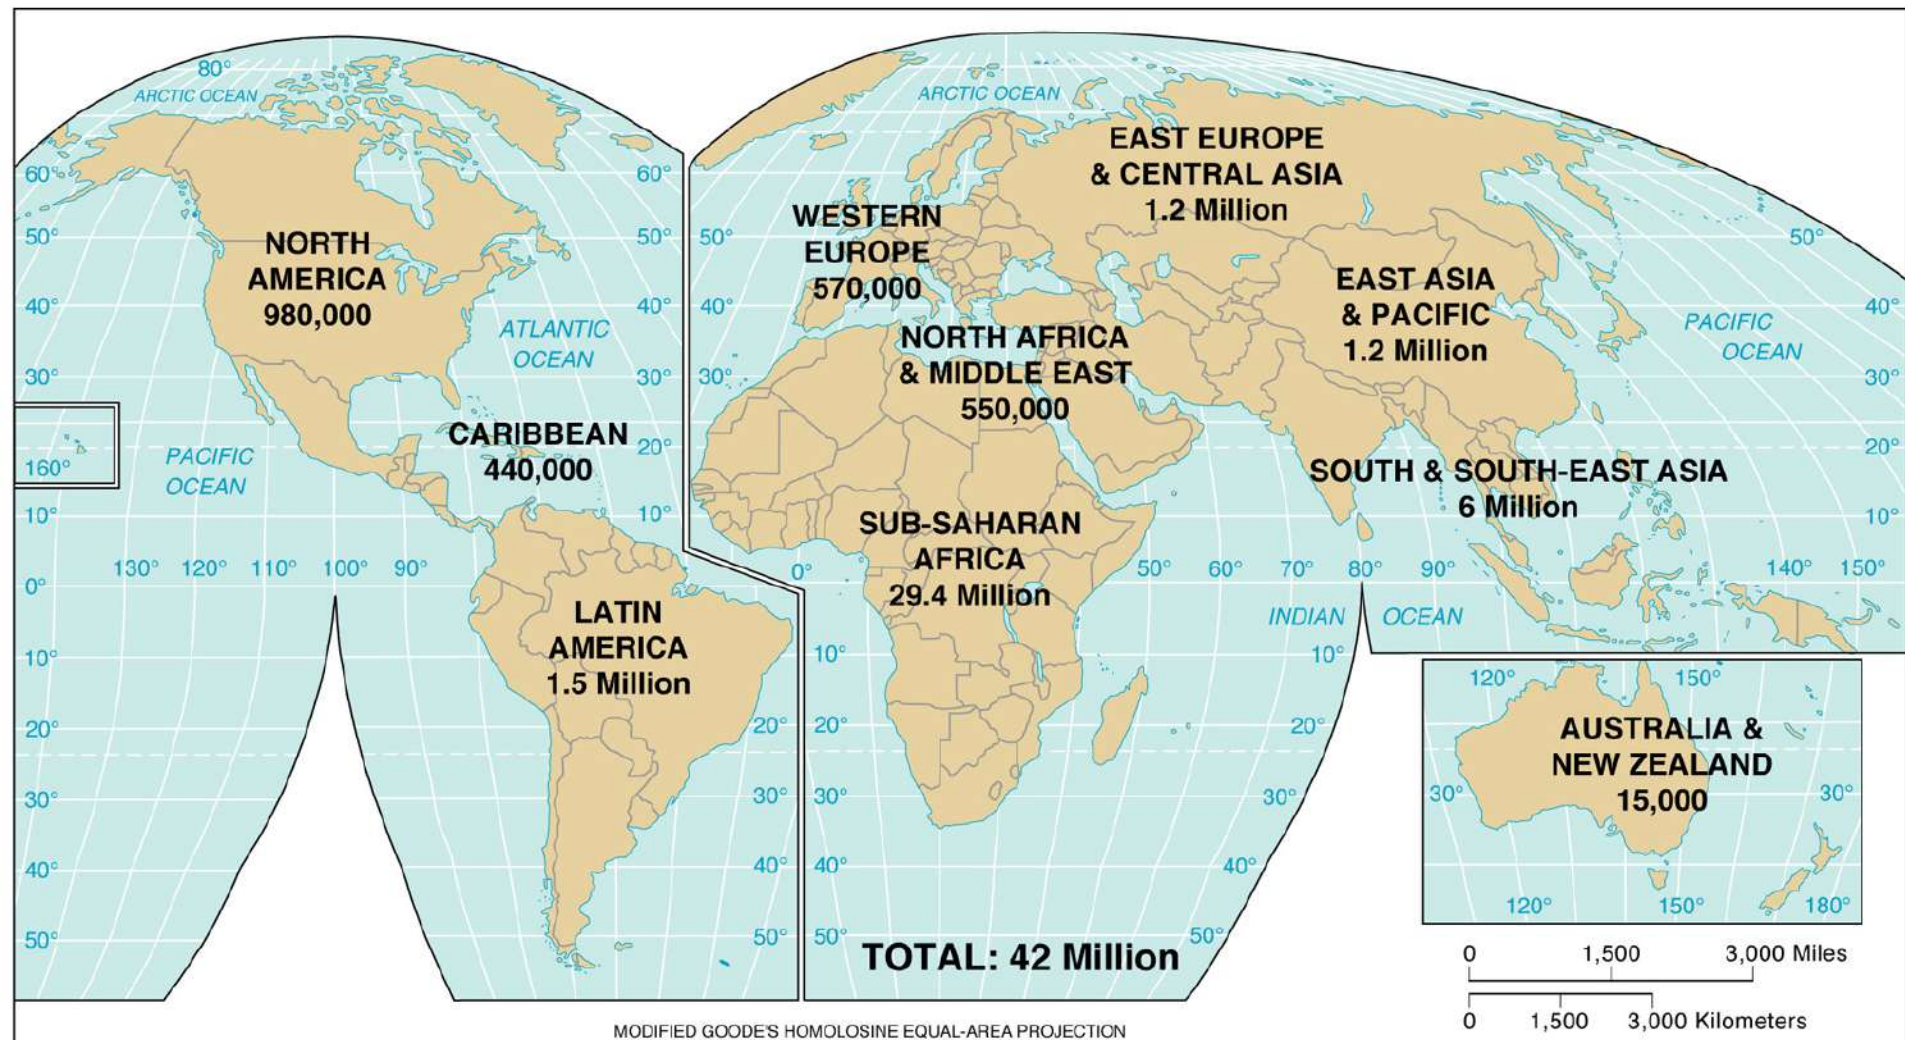 80°
ARCTIC OCEAN
ARCTIC OCEAN
EAST EUROPE
& CENTRAL ASIA
1.2 Million
60°
60°
50°
50°
50°
50°
WESTERN
EUROPE
570,000
NORTH
AMERICA
980,000
EAST ASIA
& PACIFIC
1.2 Million
40°
40°
40°
40°
ATLANTIC
OCEAN
NORTH AFRICA
& MIDDLE EAST
550,000
PACIFIC
OCEAN
30°
30°
30°
30°
CARIBBEAN
440,000
20°
20°
160°
PACIFIC
OCEAN
SOUTH & SOUTH-EAST ASIA
6 Million
10°
10°
10°
SUB-SAHARAN
AFRICA
29.4 Million
130° 120° 110° 100° 90°
0°
0°
50° 60° 70° 80° 90°
140° 150°
INDIAN OCEAN
LATIN
AMERICA
1.5 Million
10°
10°
10°
120°
150°
20°
20°
20°
20°
AUSTRALIA &
NEW ZEALAND
15,000
30°
30°
30°
30°
30°
30°
40°
40°
40°
40°
120°
150°
180°
50°
50°
50°
50°
TOTAL: 42 Million
0 1,500 3,000 Miles
0 1,500 3,000 Kilometers
MODIFIED GOODE'S HOMOLOSINE EQUAL-AREA PROJECTION